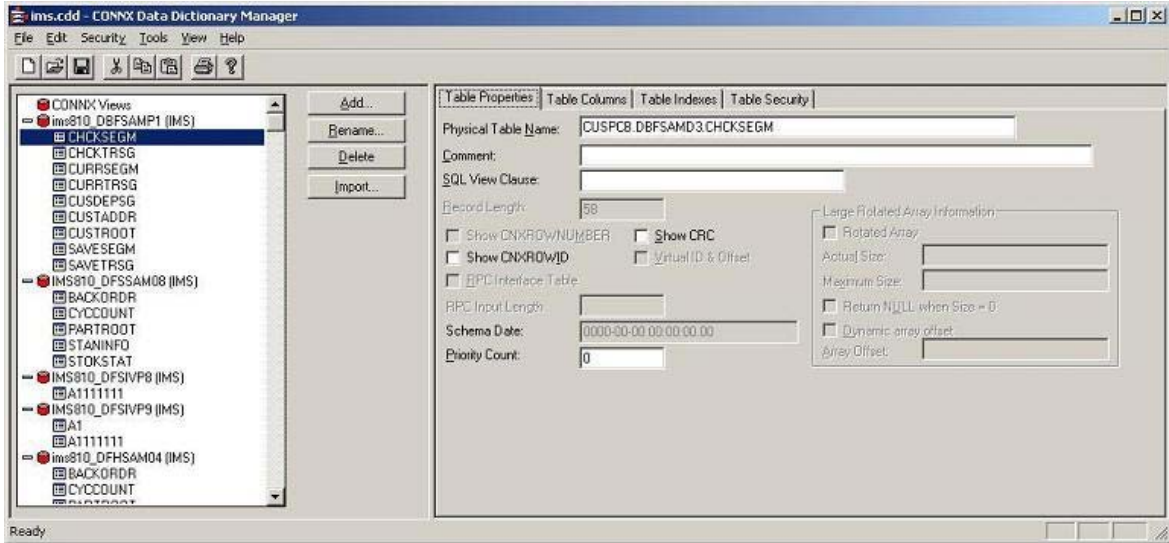 ims.cdd - CONNX Data Dictionary Manager
File Edit Security Tools View Help
CONNX Views
ims810_DBFSAMP1 (IMS)
CHCKSEGM
CHCKTRSG
CURRSEGM
CURRTRSG
CUSDEPSG
CUSTADDR
CUSTROOT
SAVESEGM
SAVETRSG
IMS810_DFSSAM08 (IMS)
BACKORDR
CYCCOUNT
PARTROOT
STANINFO
STOKSTAT
IMS810_DFSIVP8 (IMS)
A1111111
IMS810_DFSIVP9 (IMS)
A1
A1111111
ims810_DFHSAM04 (IMS)
BACKORDR
CYCCOUNT
Add...
Rename...
Delete
Import...
Table Properties Table Columns Table Indexes Table Security
Physical Table Name: CUSPCB.DBFSAMD3.CHCKSEGM
Comment:
SQL View Clause:
Record Length: 58
Show CNXROWNUMBER Show CRC
Show CNXROWID Virtual ID & Offset
RPC Interface Table
RPC Input Length:
Schema Date: 0000-00-00 00:00:00.00
Priority Count: 0
Large Rotated Array Information
Rotated Array
Actual Size:
Maximum Size:
Return NULL when Size = 0
Dynamic array offset
Array Offset:
Ready